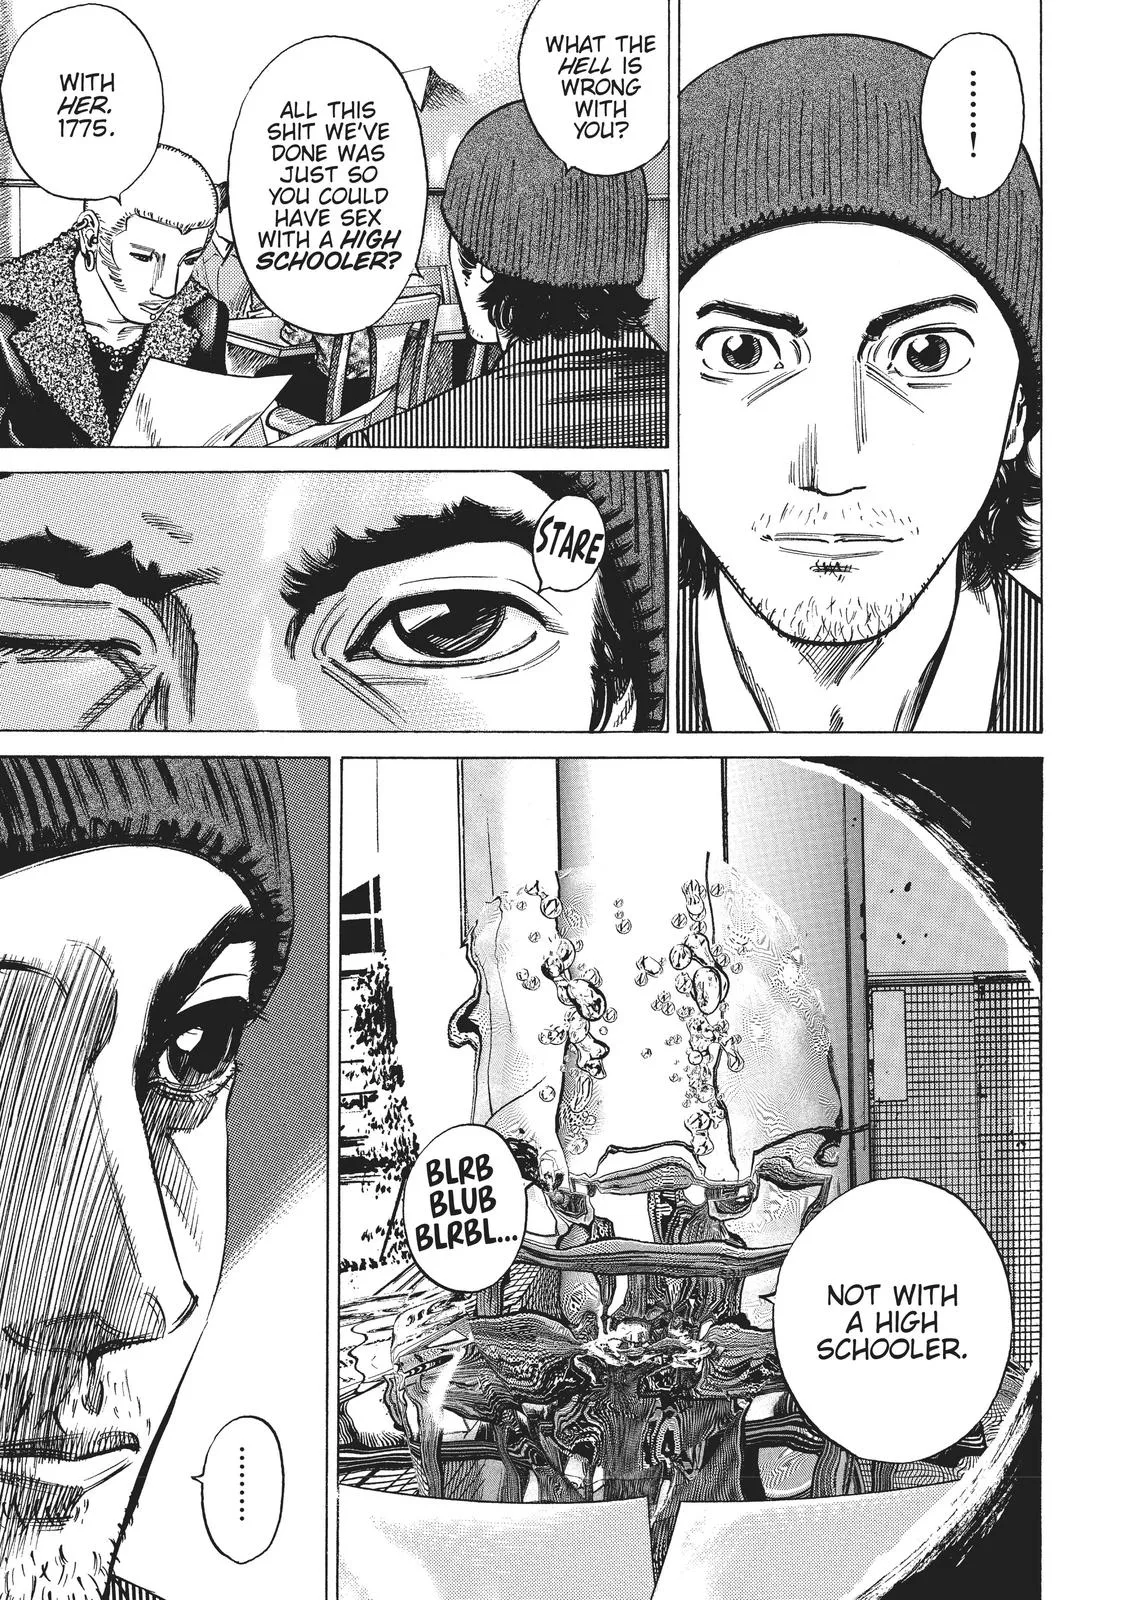 ........!
WHAT THE
HELL IS
WRONG
WITH
YOU?
ALL THIS
SHIT WE'VE
DONE WAS
JUST SO
YOU COULD
HAVE SEX
WITH A HIGH
SCHOOLER?
WITH
HER.
1775.
STARE
NOT WITH
A HIGH
SCHOOLER.
BLRB
BLUB
BLRBL...
.........